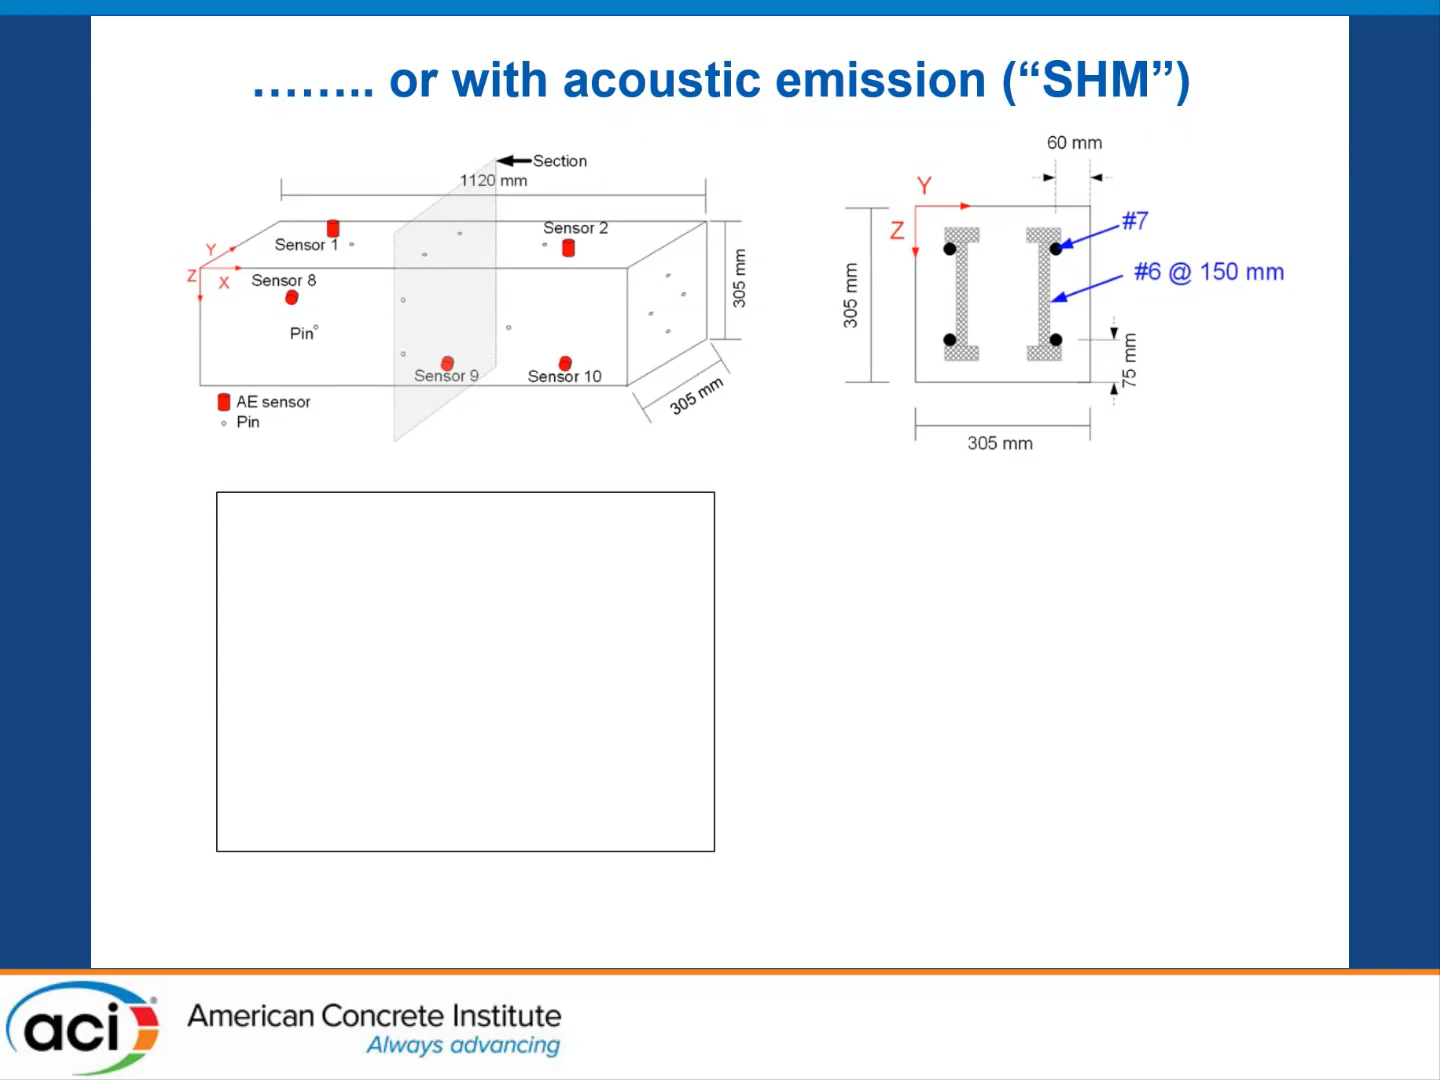 …….. or with acoustic emission (“SHM”)
Section
1120 mm
Sensor 1
Sensor 2
Y
Z
X
Sensor 8
Pin
305 mm
Sensor 9
Sensor 10
305 mm
AE sensor
Pin
60 mm
Y
Z
#7
#6 @ 150 mm
305 mm
75 mm
305 mm
aci
American Concrete Institute
Always advancing